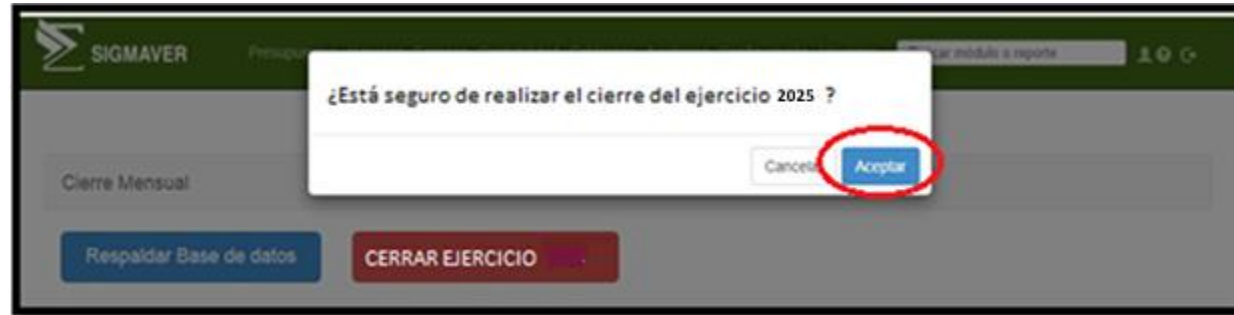 SIGMAVER
¿Está seguro de realizar el cierre del ejercicio 2025 ?
Aceptar
Cierre Mensual
Respaldar Base de datos
CERRAR EJERCICIO